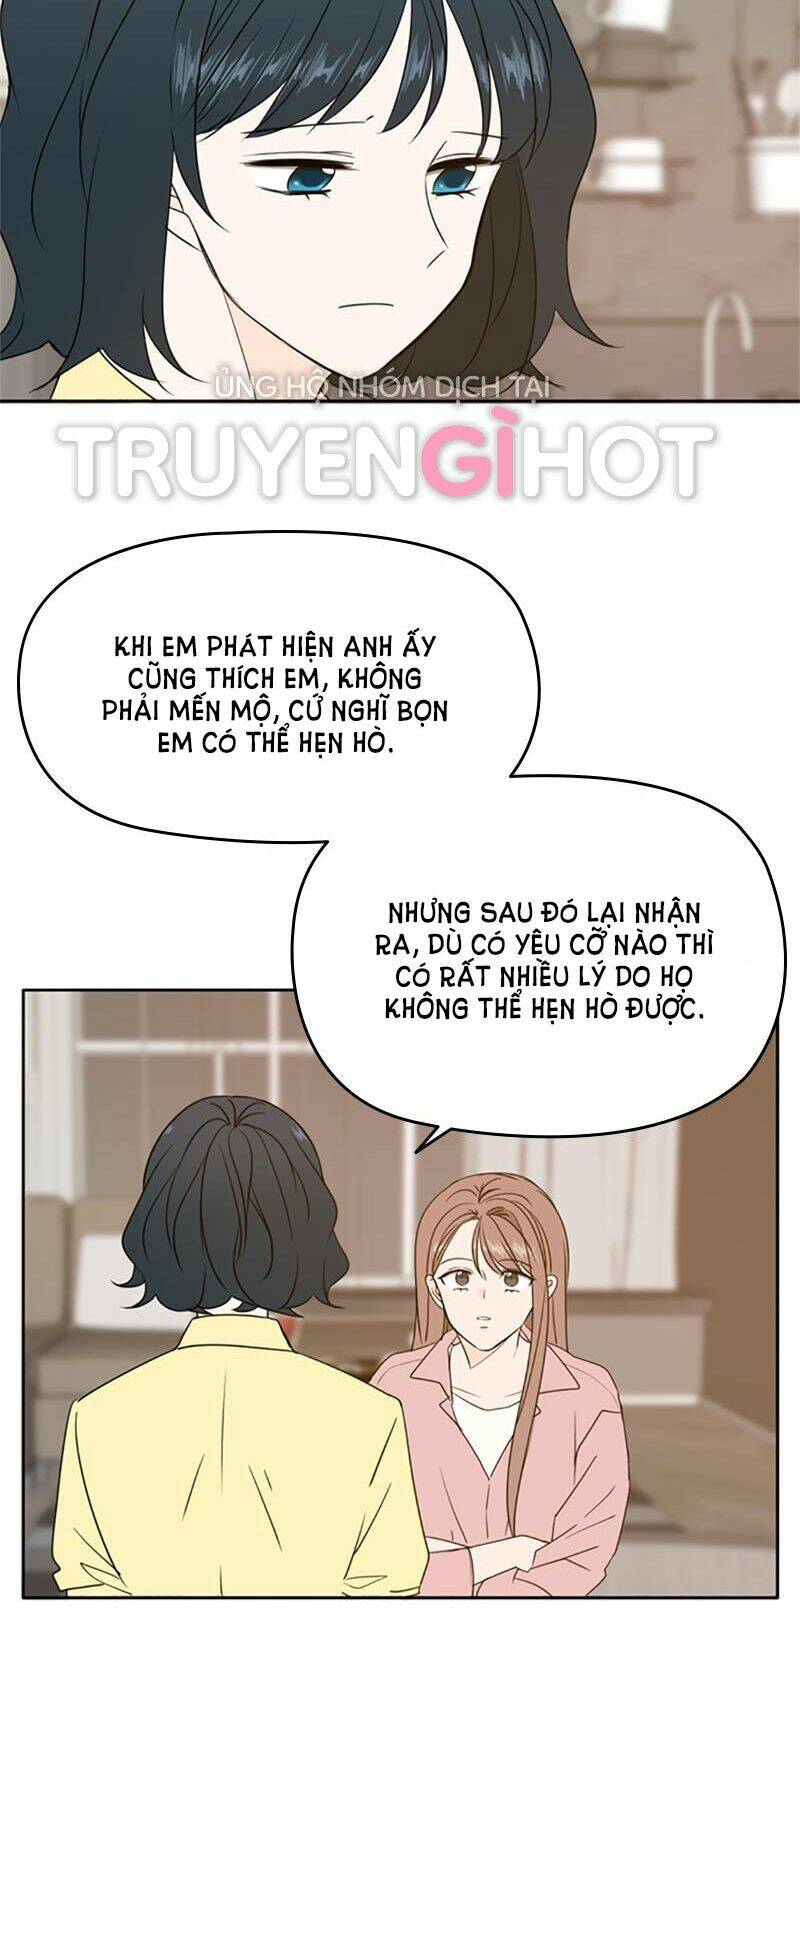 ỦNG HỘ NHÓM DỊCH TẠI
TRUYENGÌHOT
KHI EM PHÁT HIỆN ANH ẤY
CŨNG THÍCH EM, KHÔNG
PHẢI MẾN MỘ, CỨ NGHĨ BỌN
EM CÓ THỂ HẸN HÒ.
NHƯNG SAU ĐÓ LẠI NHẬN
RA, DÙ CÓ YÊU CỠ NÀO THÌ
CÓ RẤT NHIỀU LÝ DO HỌ
KHÔNG THỂ HẸN HÒ ĐƯỢC.